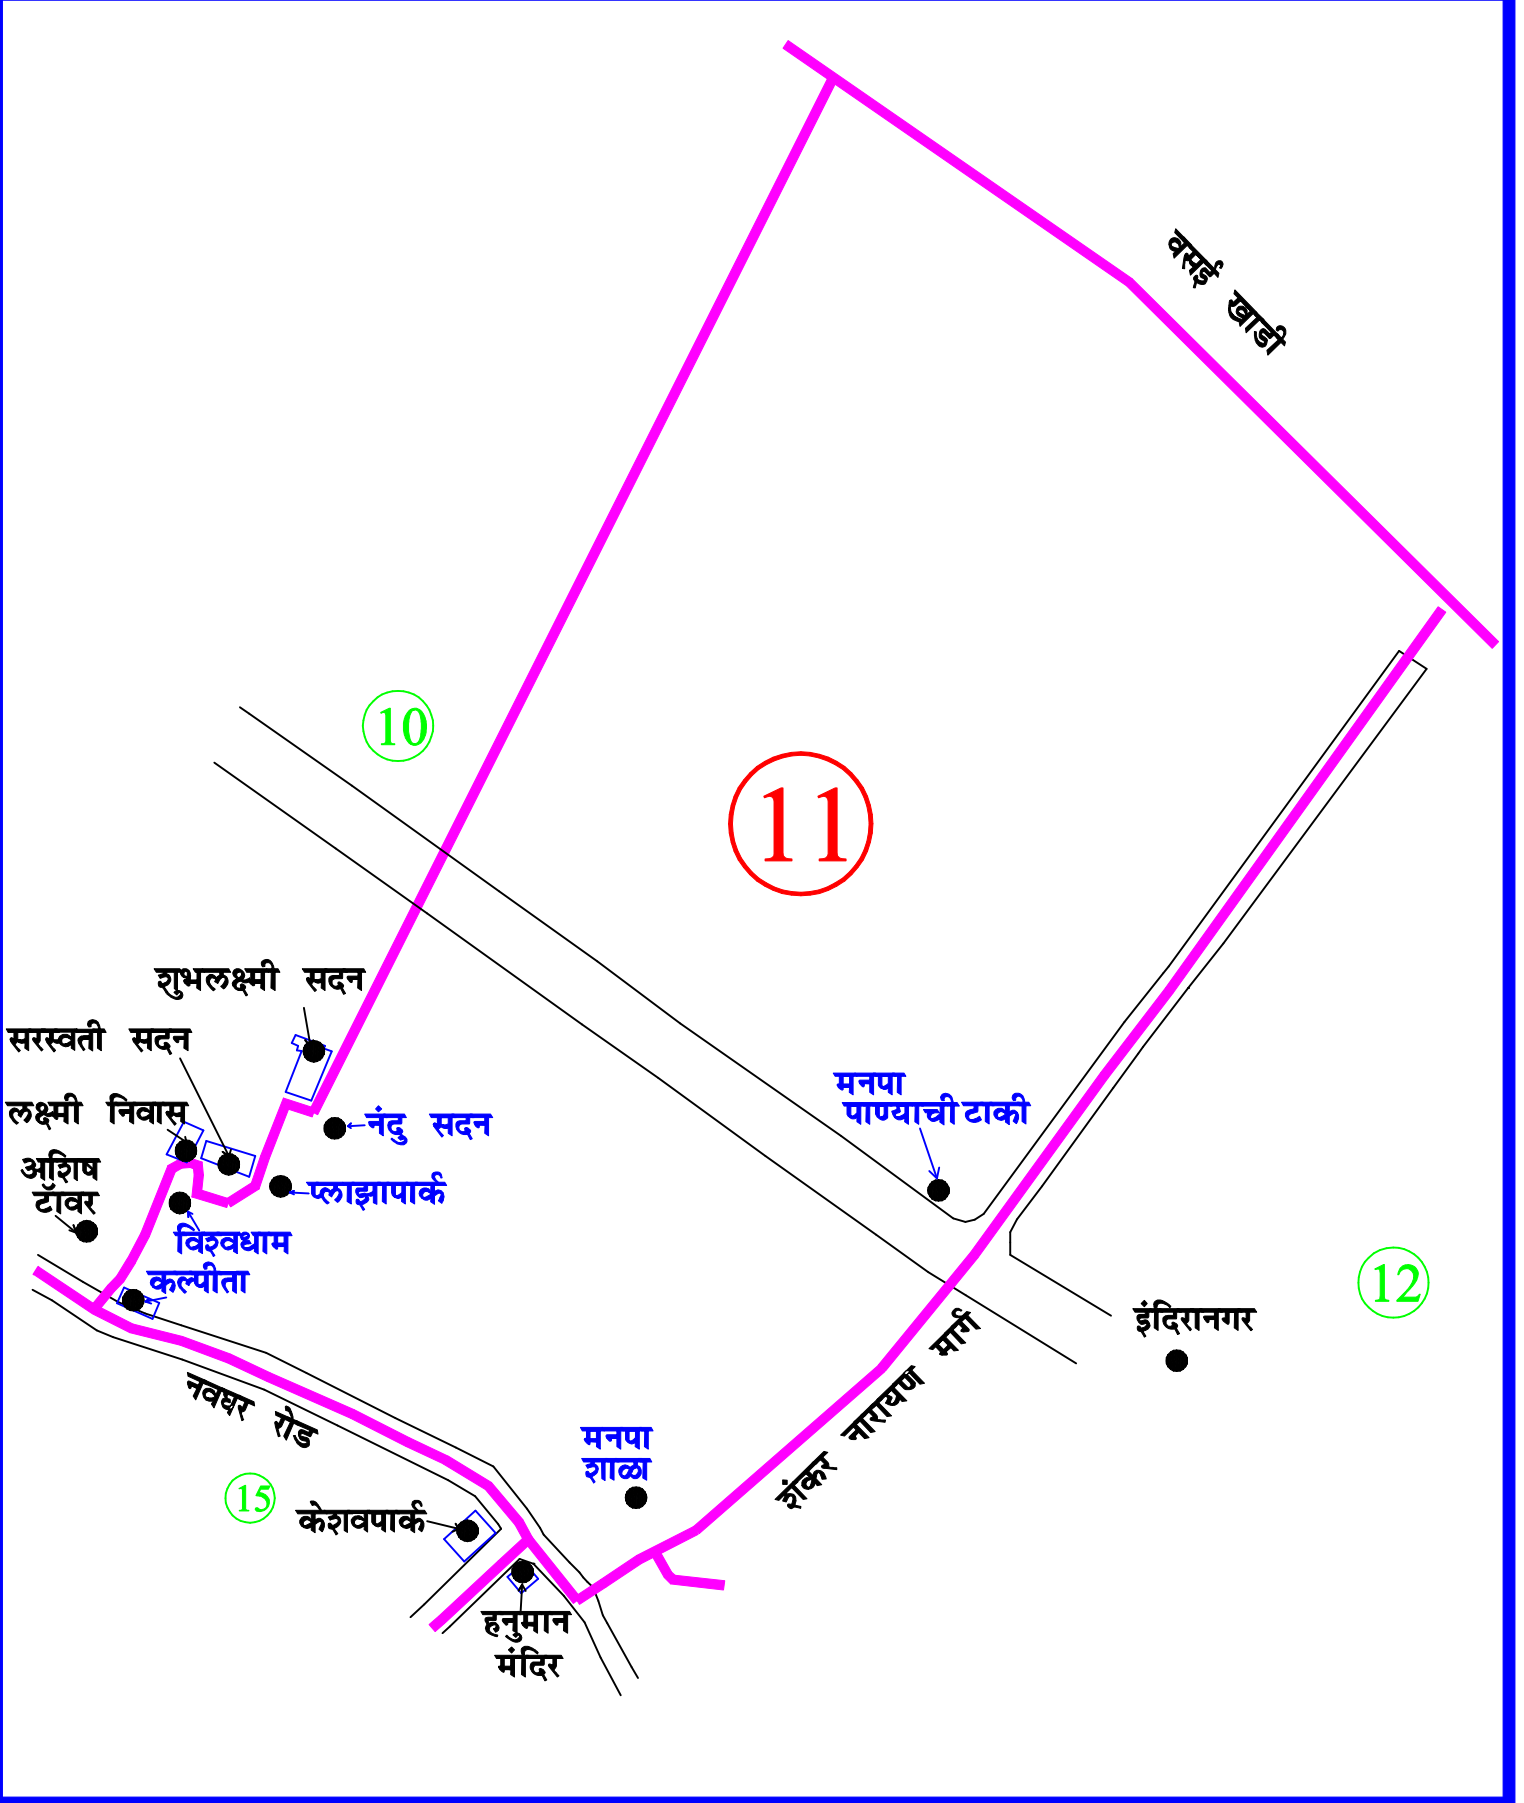 वसई खाडी
10
11
शुभलक्ष्मी सदन
सरस्वती सदन
लक्ष्मी निवास
नंदु सदन
मनपा
पाण्याची टाकी
अशिष
टॅावर
प्लाझापार्क
विश्वधाम
कल्पीता
12
इंदिरानगर
शंकर नारायण मार्ग
नवघर रोड
मनपा
शाळा
15
केशवपार्क
हनुमान
मंदिर